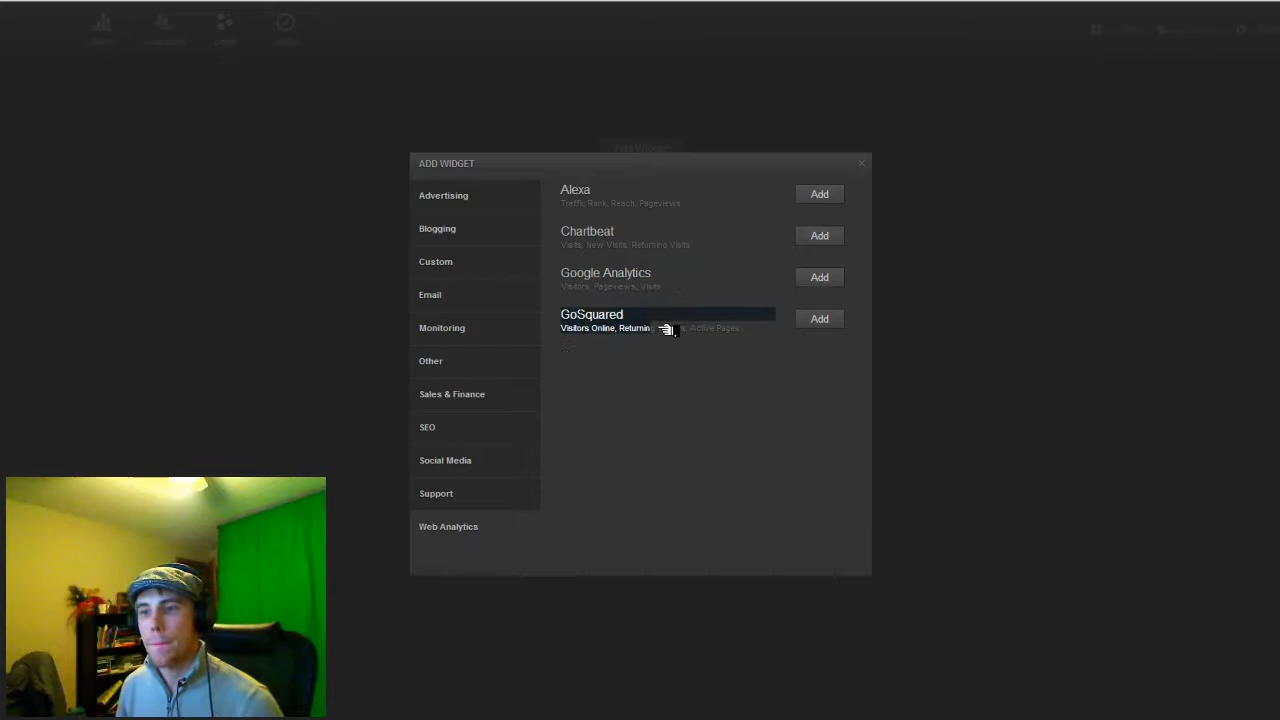 ADD WIDGET
Advertising
Blogging
Custom
Email
Monitoring
Other
Sales & Finance
SEO
Social Media
Support
Web Analytics
Alexa
Traffic Rank, Reach, Pageviews
Add
Chartbeat
Visits, New Visits, Returning Visits
Add
Google Analytics
Visitors, Pageviews, Visits
Add
GoSquared
Visitors Online, Returning Active Pages
Add